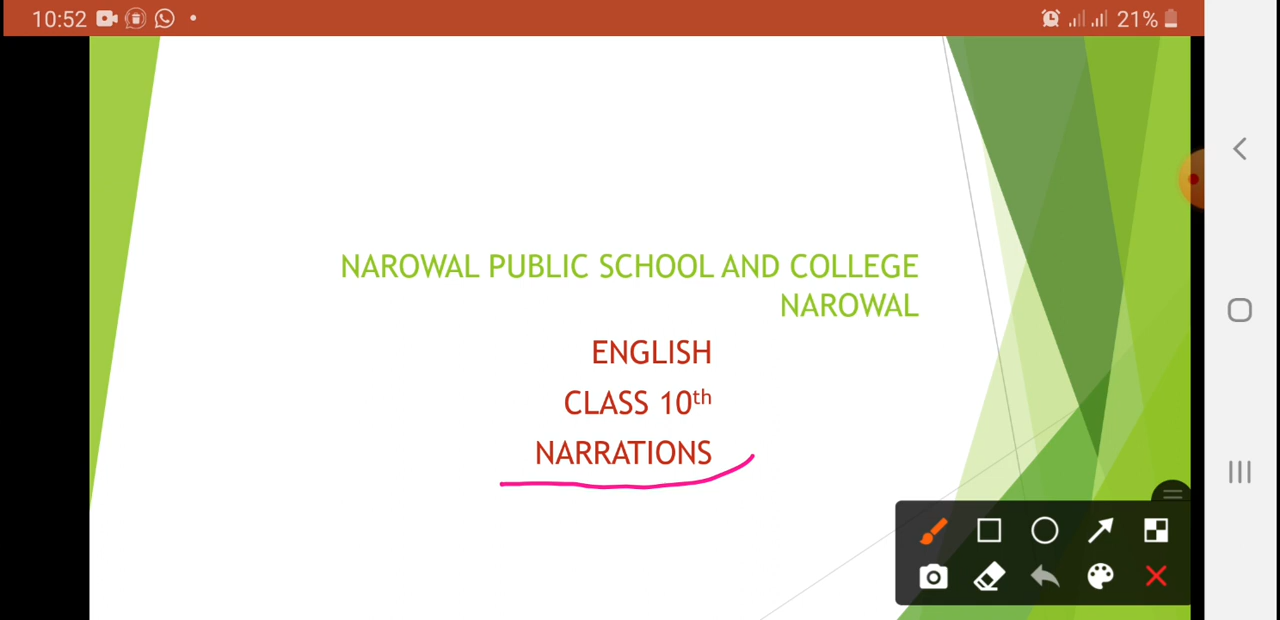 10:52
21%
NAROWAL PUBLIC SCHOOL AND COLLEGE
NAROWAL
ENGLISH
CLASS 10th
NARRATIONS